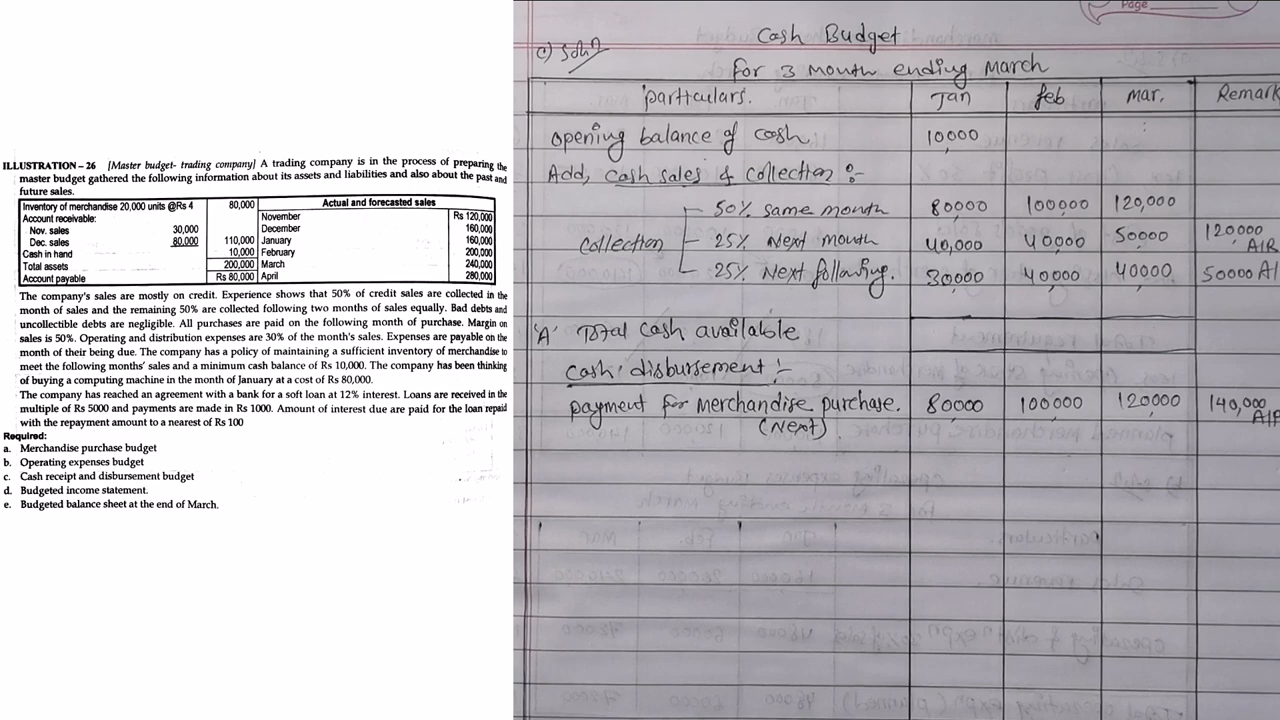 ILLUSTRATION – 26 [Master budget- trading company] A trading company is in the process of preparing the
master budget gathered the following information about its assets and liabilities and also about the past and
future sales.
Inventory of merchandise 20,000 units @Rs 4 80,000 Actual and forecasted sales
Account receivable: November Rs 120,000
Nov. sales 30,000 December 160,000
Dec. sales 80,000 110,000 January 160,000
Cash in hand 10,000 February 200,000
Total assets 200,000 March 240,000
Account payable Rs 80,000 April 280,000
The company's sales are mostly on credit. Experience shows that 50% of credit sales are collected in the
month of sales and the remaining 50% are collected following two months of sales equally. Bad debts and
uncollectible debts are negligible. All purchases are paid on the following month of purchase. Margin on
sales is 50%. Operating and distribution expenses are 30% of the month's sales. Expenses are payable on the
month of their being due. The company has a policy of maintaining a sufficient inventory of merchandise to
meet the following months' sales and a minimum cash balance of Rs 10,000. The company has been thinking
of buying a computing machine in the month of January at a cost of Rs 80,000.
The company has reached an agreement with a bank for a soft loan at 12% interest. Loans are received in the
multiple of Rs 5000 and payments are made in Rs 1000. Amount of interest due are paid for the loan repaid
with the repayment amount to a nearest of Rs 100
Required:
a. Merchandise purchase budget
b. Operating expenses budget
c. Cash receipt and disbursement budget
d. Budgeted income statement.
e. Budgeted balance sheet at the end of March.
Page
Cash Budget
c) Soln
for 3 month ending March
particulars. Jan feb mar. Remark
opening balance of cash. 10000
Add, cash sales & collection :-
50% same month 80000 100000 120,000
collection 25% Next month 40,000 40000 50000 120000 A/R
25% Next following. 30000 40000 40000 50000 A/
'A' Total cash available
cash disbursement :-
payment for Merchandise purchase. 80000 100000 120000 140,000 A/P
(Next)